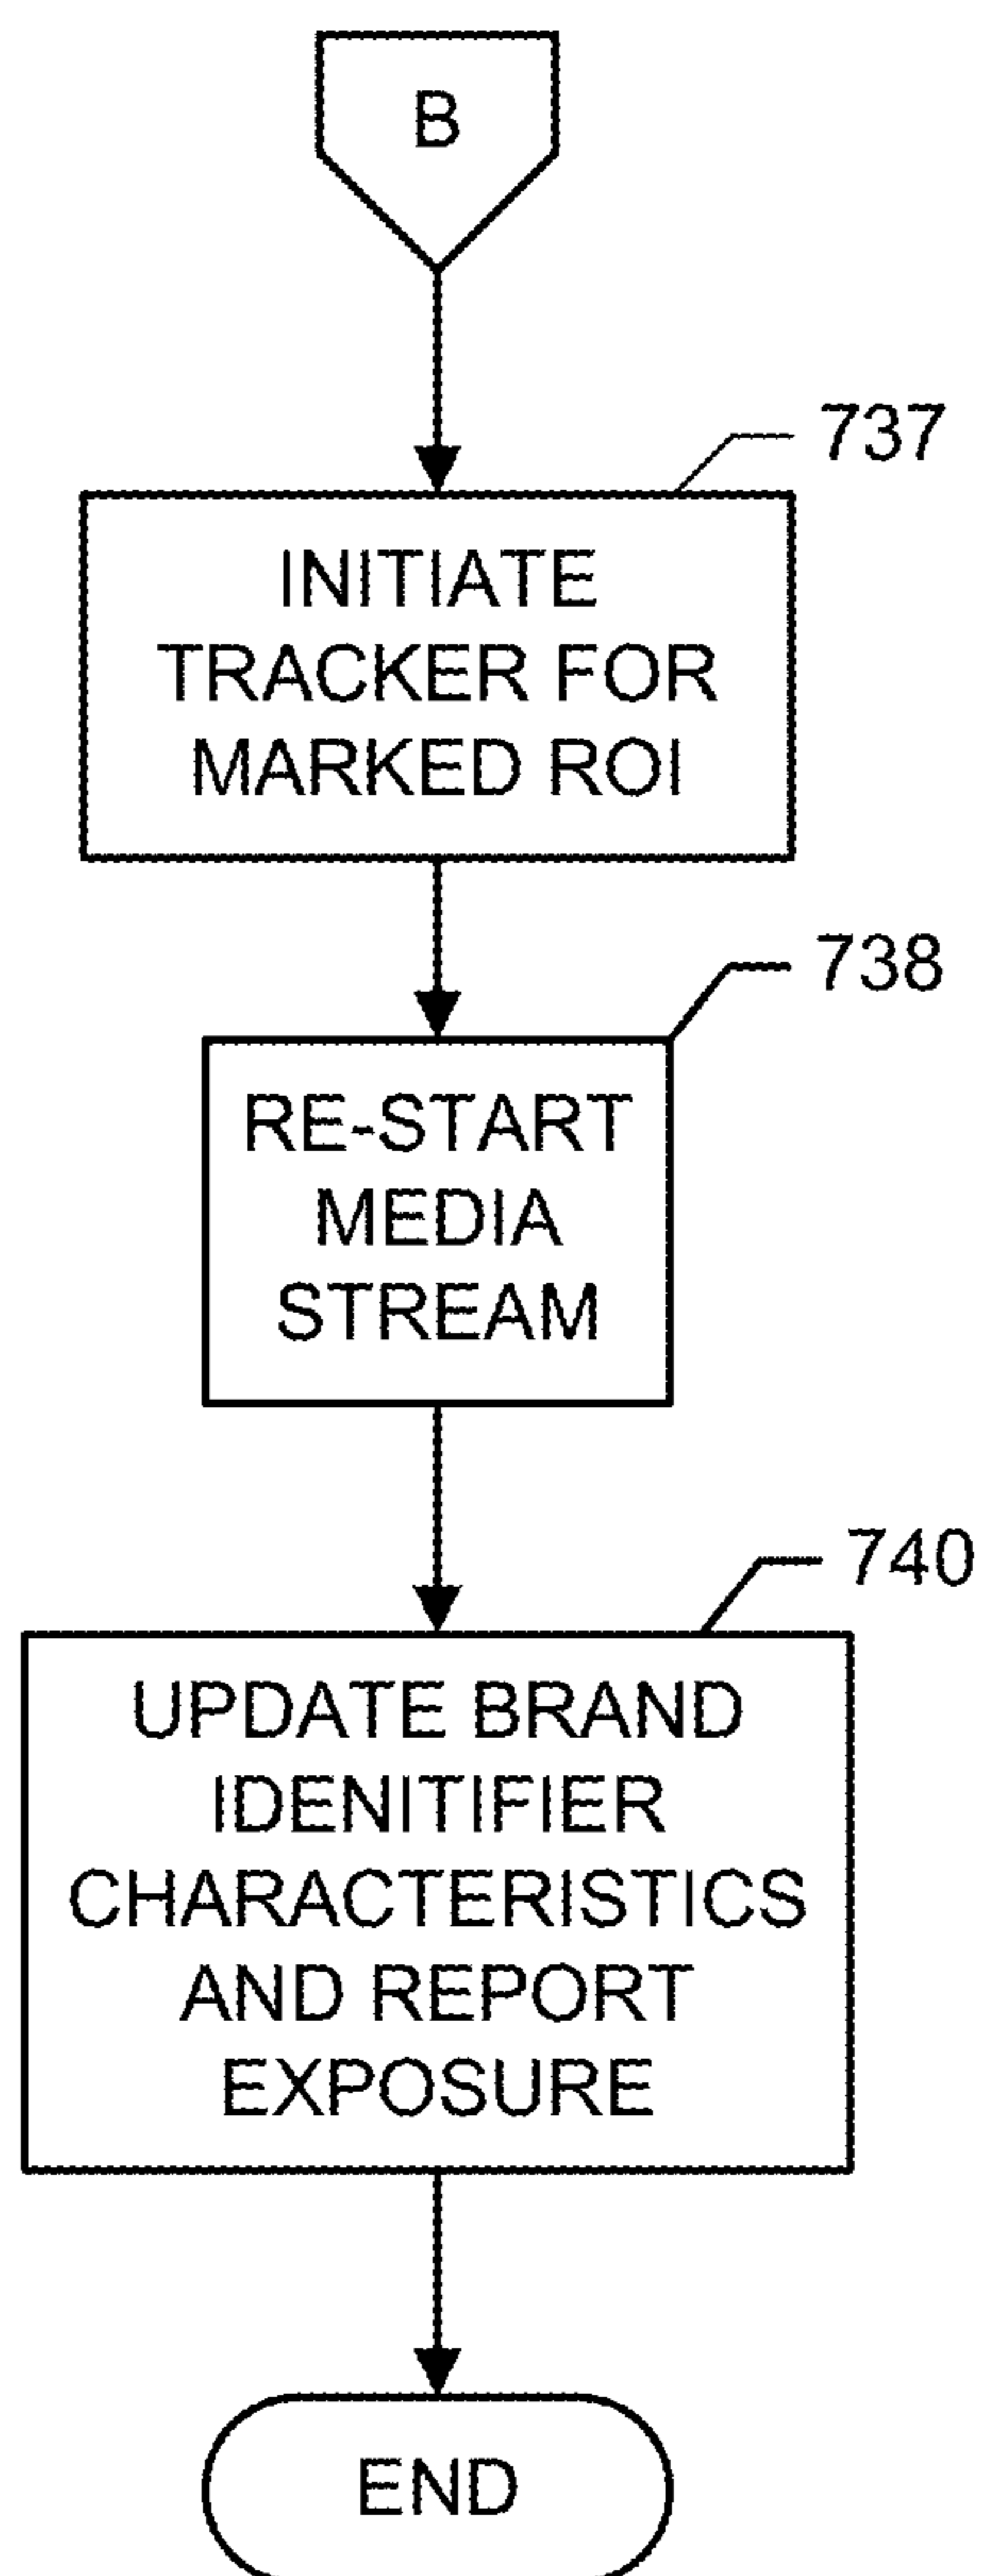 B
737
INITIATE
TRACKER FOR
MARKED ROI
738
RE-START
MEDIA
STREAM
740
UPDATE BRAND
IDENITIFIER
CHARACTERISTICS
AND REPORT
EXPOSURE
END